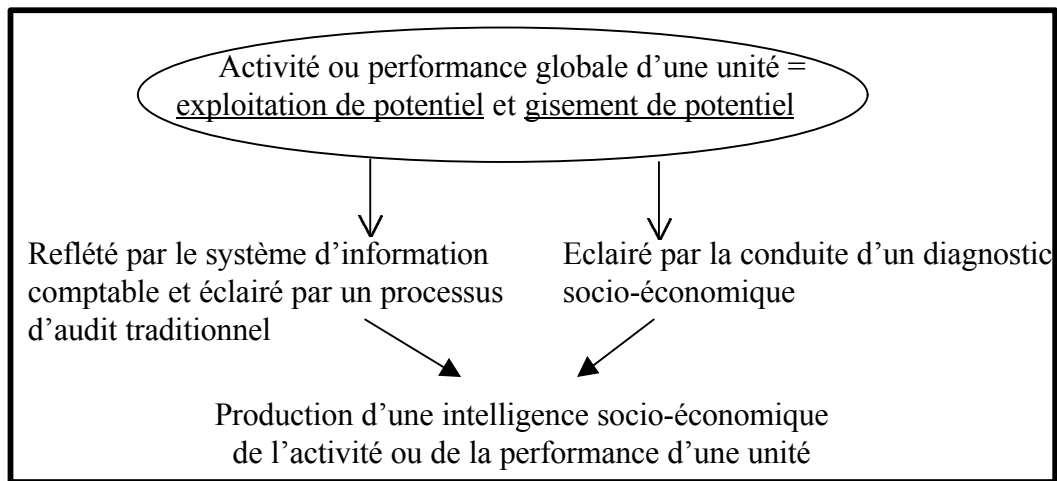 Activité ou performance globale d’une unité =
exploitation de potentiel et gisement de potentiel
Reflété par le système d’information
comptable et éclairé par un processus
d’audit traditionnel
Eclairé par la conduite d’un diagnostic
socio-économique
Production d’une intelligence socio-économique
de l’activité ou de la performance d’une unité